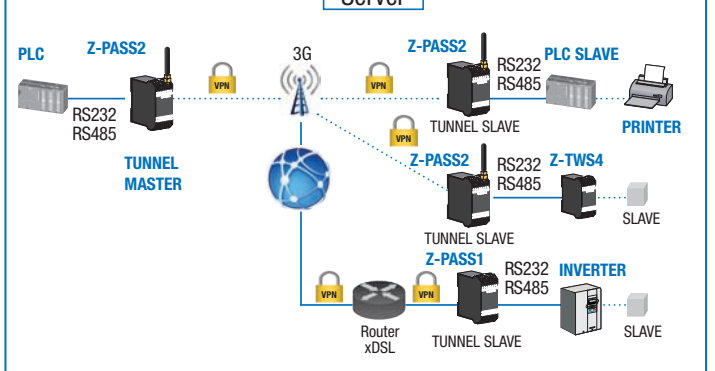 Server
PLC
Z-PASS2
VPN
3G
VPN
Z-PASS2
RS232
RS485
PLC SLAVE
RS232
RS485
TUNNEL
MASTER
TUNNEL SLAVE
PRINTER
VPN
Z-PASS2
RS232
RS485
Z-TWS4
SLAVE
TUNNEL SLAVE
Z-PASS1
RS232
RS485
INVERTER
VPN
VPN
Router
xDSL
TUNNEL SLAVE
SLAVE